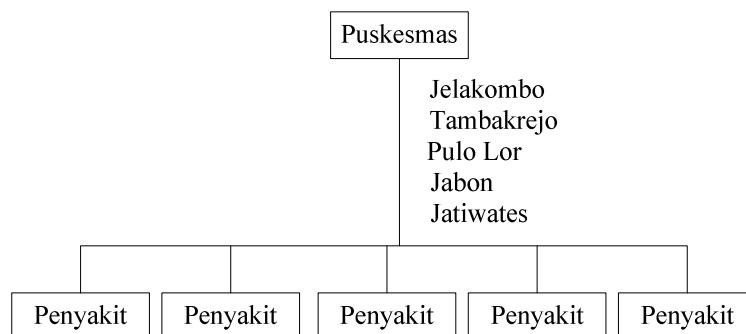 Puskesmas
Jelakombo
Tambakrejo
Pulo Lor
Jabon
Jatiwates
Penyakit Penyakit Penyakit Penyakit Penyakit